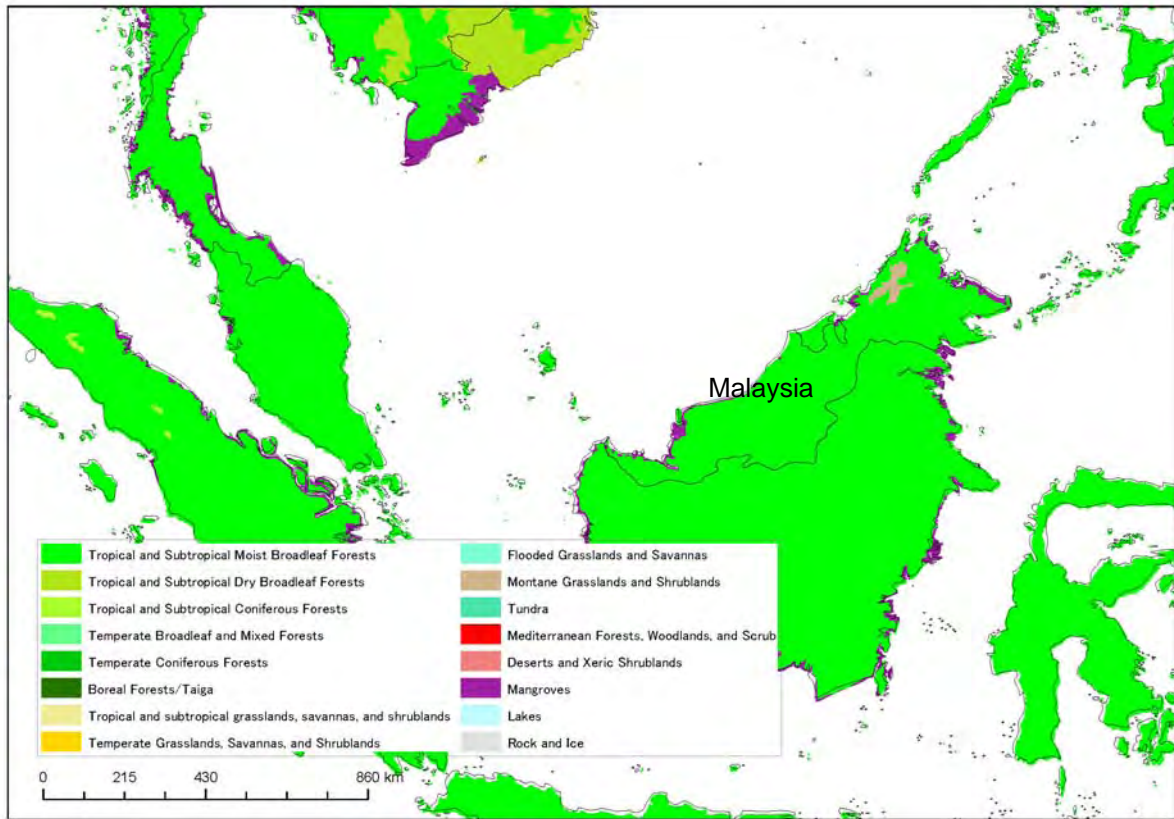 Malaysia
Tropical and Subtropical Moist Broadleaf Forests
Tropical and Subtropical Dry Broadleaf Forests
Tropical and Subtropical Coniferous Forests
Temperate Broadleaf and Mixed Forests
Temperate Coniferous Forests
Boreal Forests/Taiga
Tropical and subtropical grasslands, savannas, and shrublands
Temperate Grasslands, Savannas, and Shrublands
Flooded Grasslands and Savannas
Montane Grasslands and Shrublands
Tundra
Mediterranean Forests, Woodlands, and Scrub
Deserts and Xeric Shrublands
Mangroves
Lakes
Rock and Ice
0 215 430 860 km